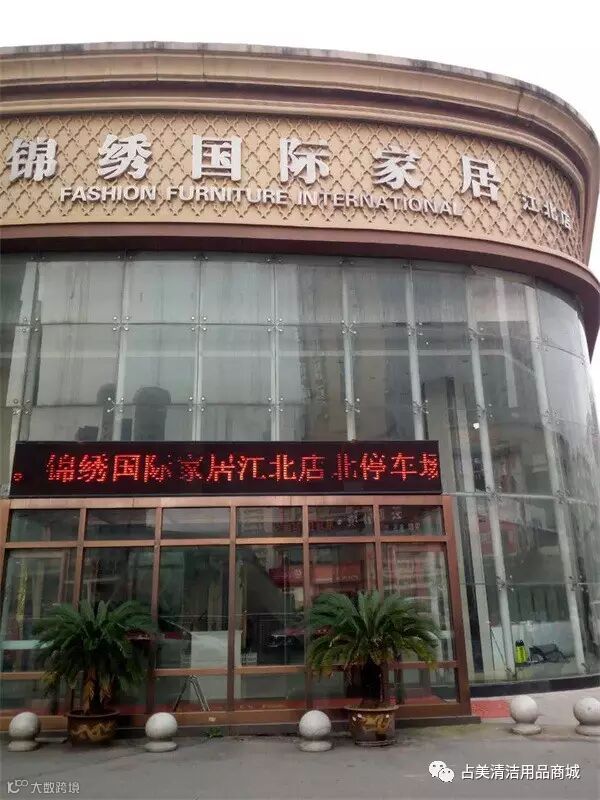 锦绣国际家居 江北店
FASHION FURNITURE INTERNATIONAL
。锦绣国际家居江北店北停车场
大数跨境
占美清洁用品商城